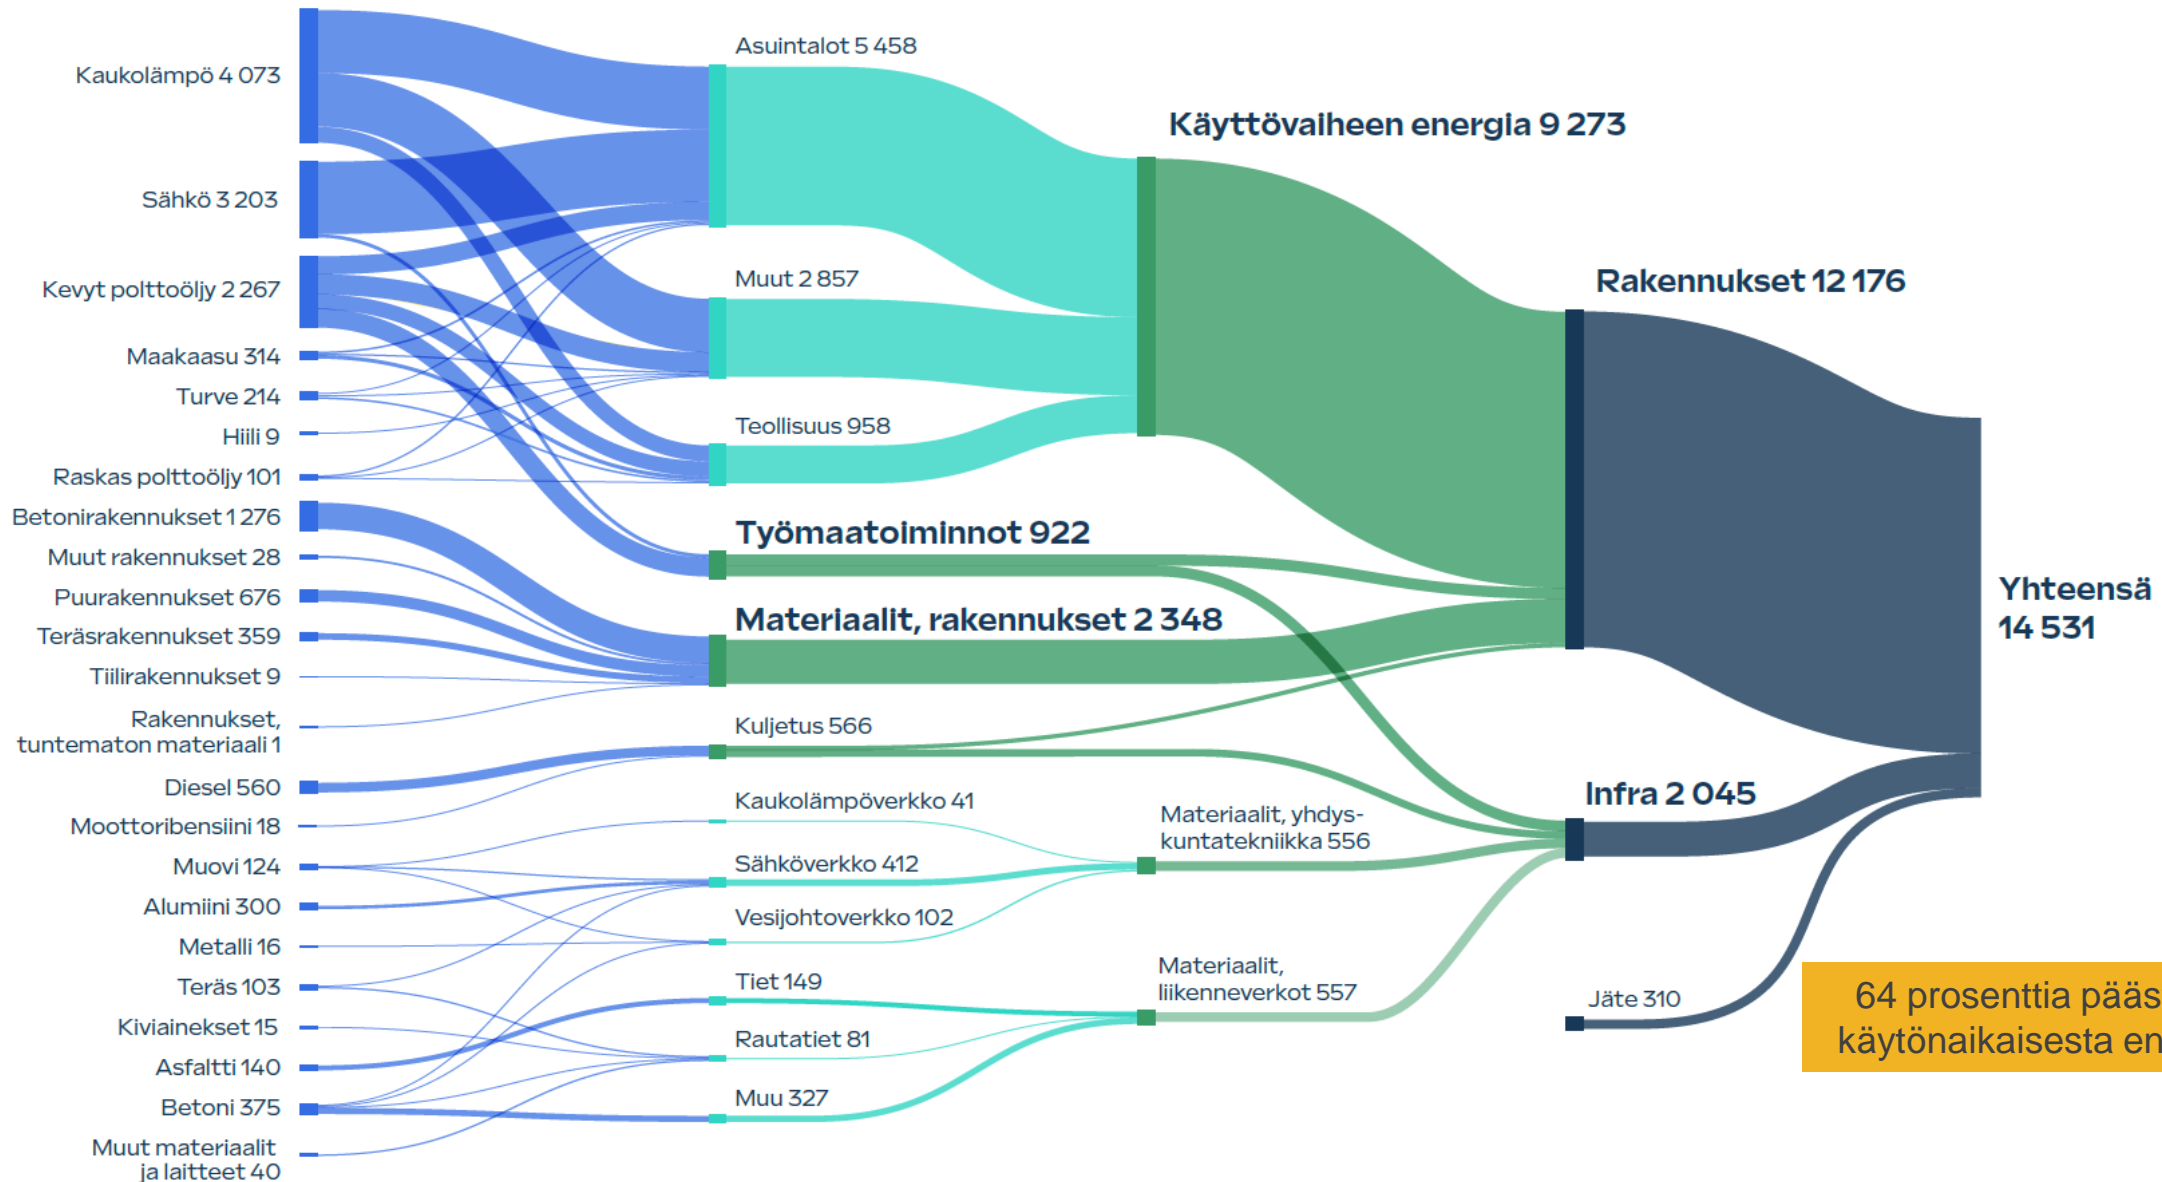 Kaukolämpö 4 073
Sähkö 3 203
Kevyt polttoöljy 2 267
Maakaasu 314
Turve 214
Hiili 9
Raskas polttoöljy 101
Betonirakennukset 1 276
Muut rakennukset 28
Puurakennukset 676
Teräsrakennukset 359
Tiilirakennukset 9
Rakennukset,
tuntematon materiaali 1
Diesel 560
Moottoribensiini 18
Muovi 124
Alumiini 300
Metalli 16
Teräs 103
Kiviainekset 15
Asfaltti 140
Betoni 375
Muut materiaalit
ja laitteet 40
Asuintalot 5 458
Muut 2 857
Teollisuus 958
Työmaatoiminnot 922
Materiaalit, rakennukset 2 348
Kuljetus 566
Kaukolämpöverkko 41
Sähköverkko 412
Vesijohtoverkko 102
Tiet 149
Rautatiet 81
Muu 327
Käyttövaiheen energia 9 273
Materiaalit, yhdys-
kuntatekniikka 556
Materiaalit,
liikenneverkot 557
Rakennukset 12 176
Infra 2 045
Jäte 310
Yhteensä
14 531
64 prosenttia pääs
käytönaikaisesta en